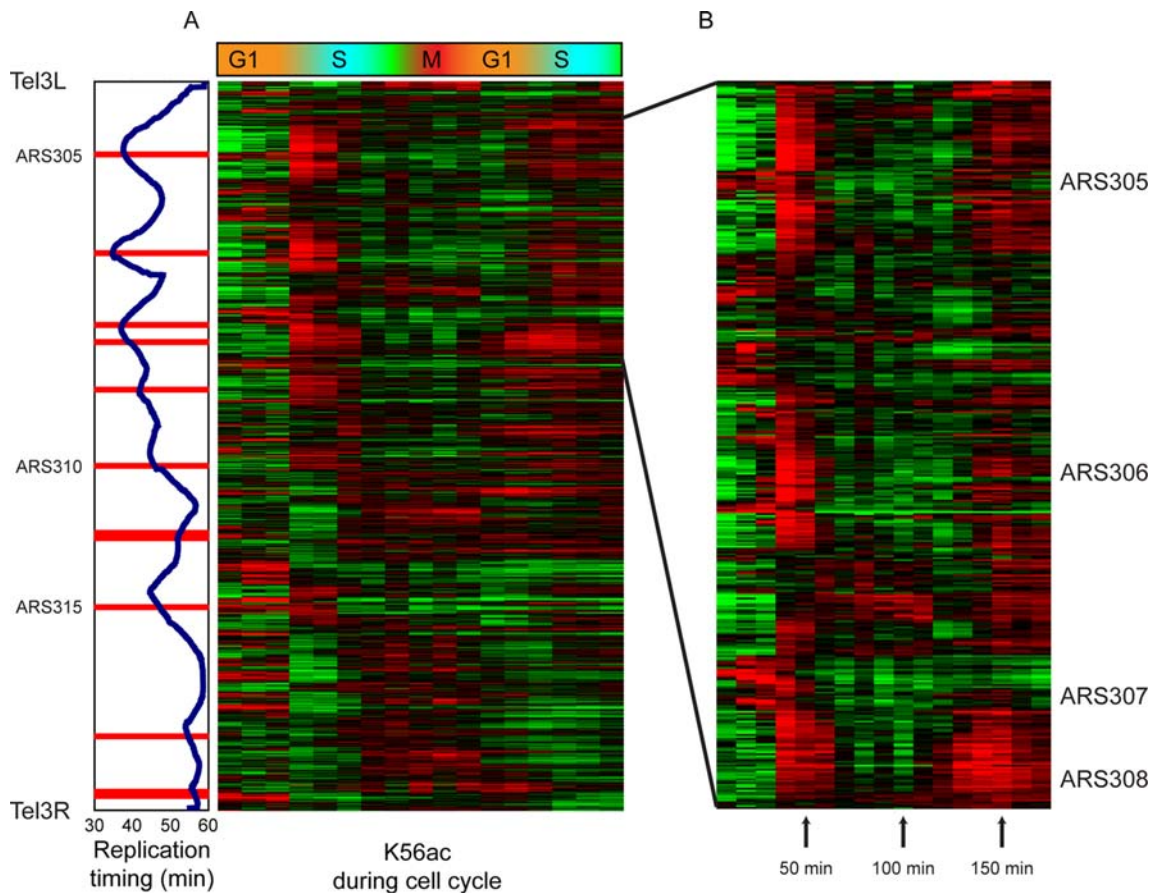 A
B
G1 S M G1 S
Tel3L
ARS305
ARS310
ARS315
Tel3R
30 40 50 60
Replication
timing (min)
K56ac
during cell cycle
ARS305
ARS306
ARS307
ARS308
50 min 100 min 150 min